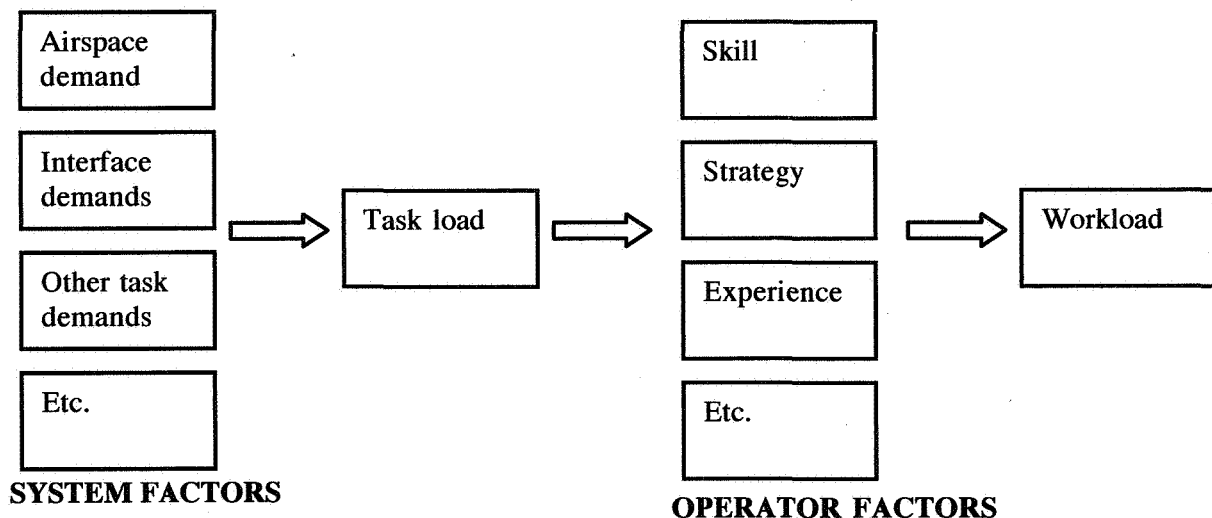 Airspace
demand
Interface
demands
Other task
demands
Etc.
SYSTEM FACTORS
Task load
Skill
Strategy
Experience
Etc.
OPERATOR FACTORS
Workload